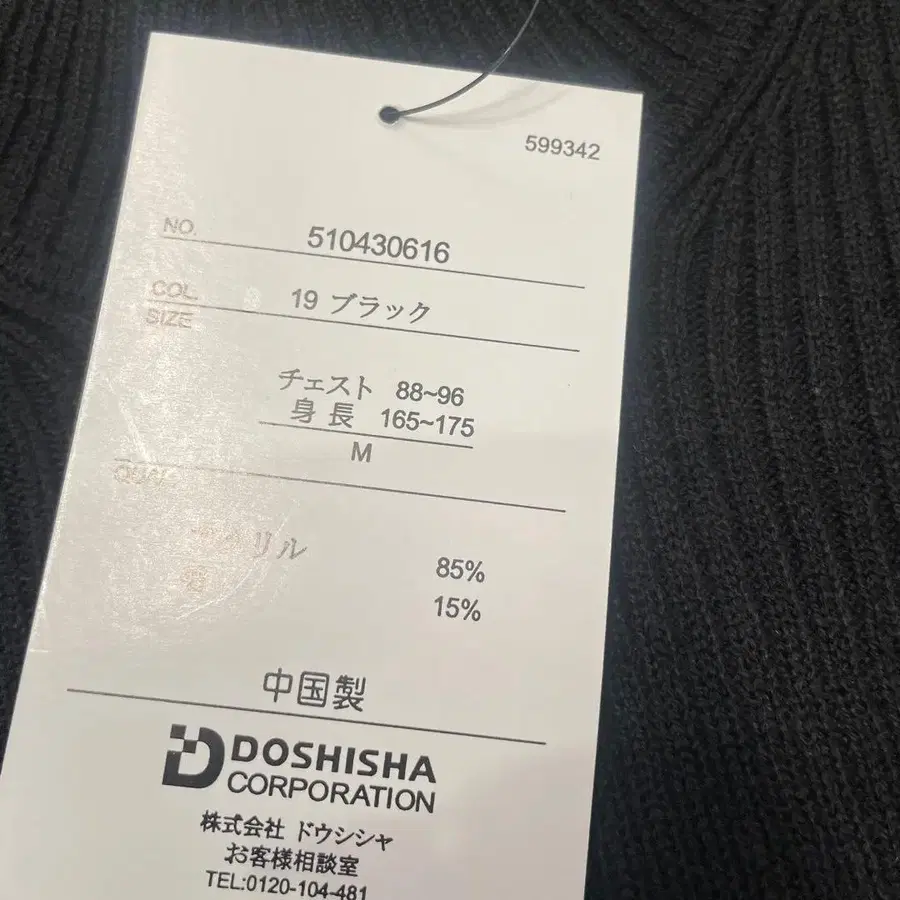 599342
NO. 510430616
COL. 19 ブラック
SIZE
チェスト 88~96
身長 165~175
M
リル 85%
15%
中国製
DOSHISHA
CORPORATION
株式会社 ドウシシャ
お客様相談室
TEL:0120-104-481